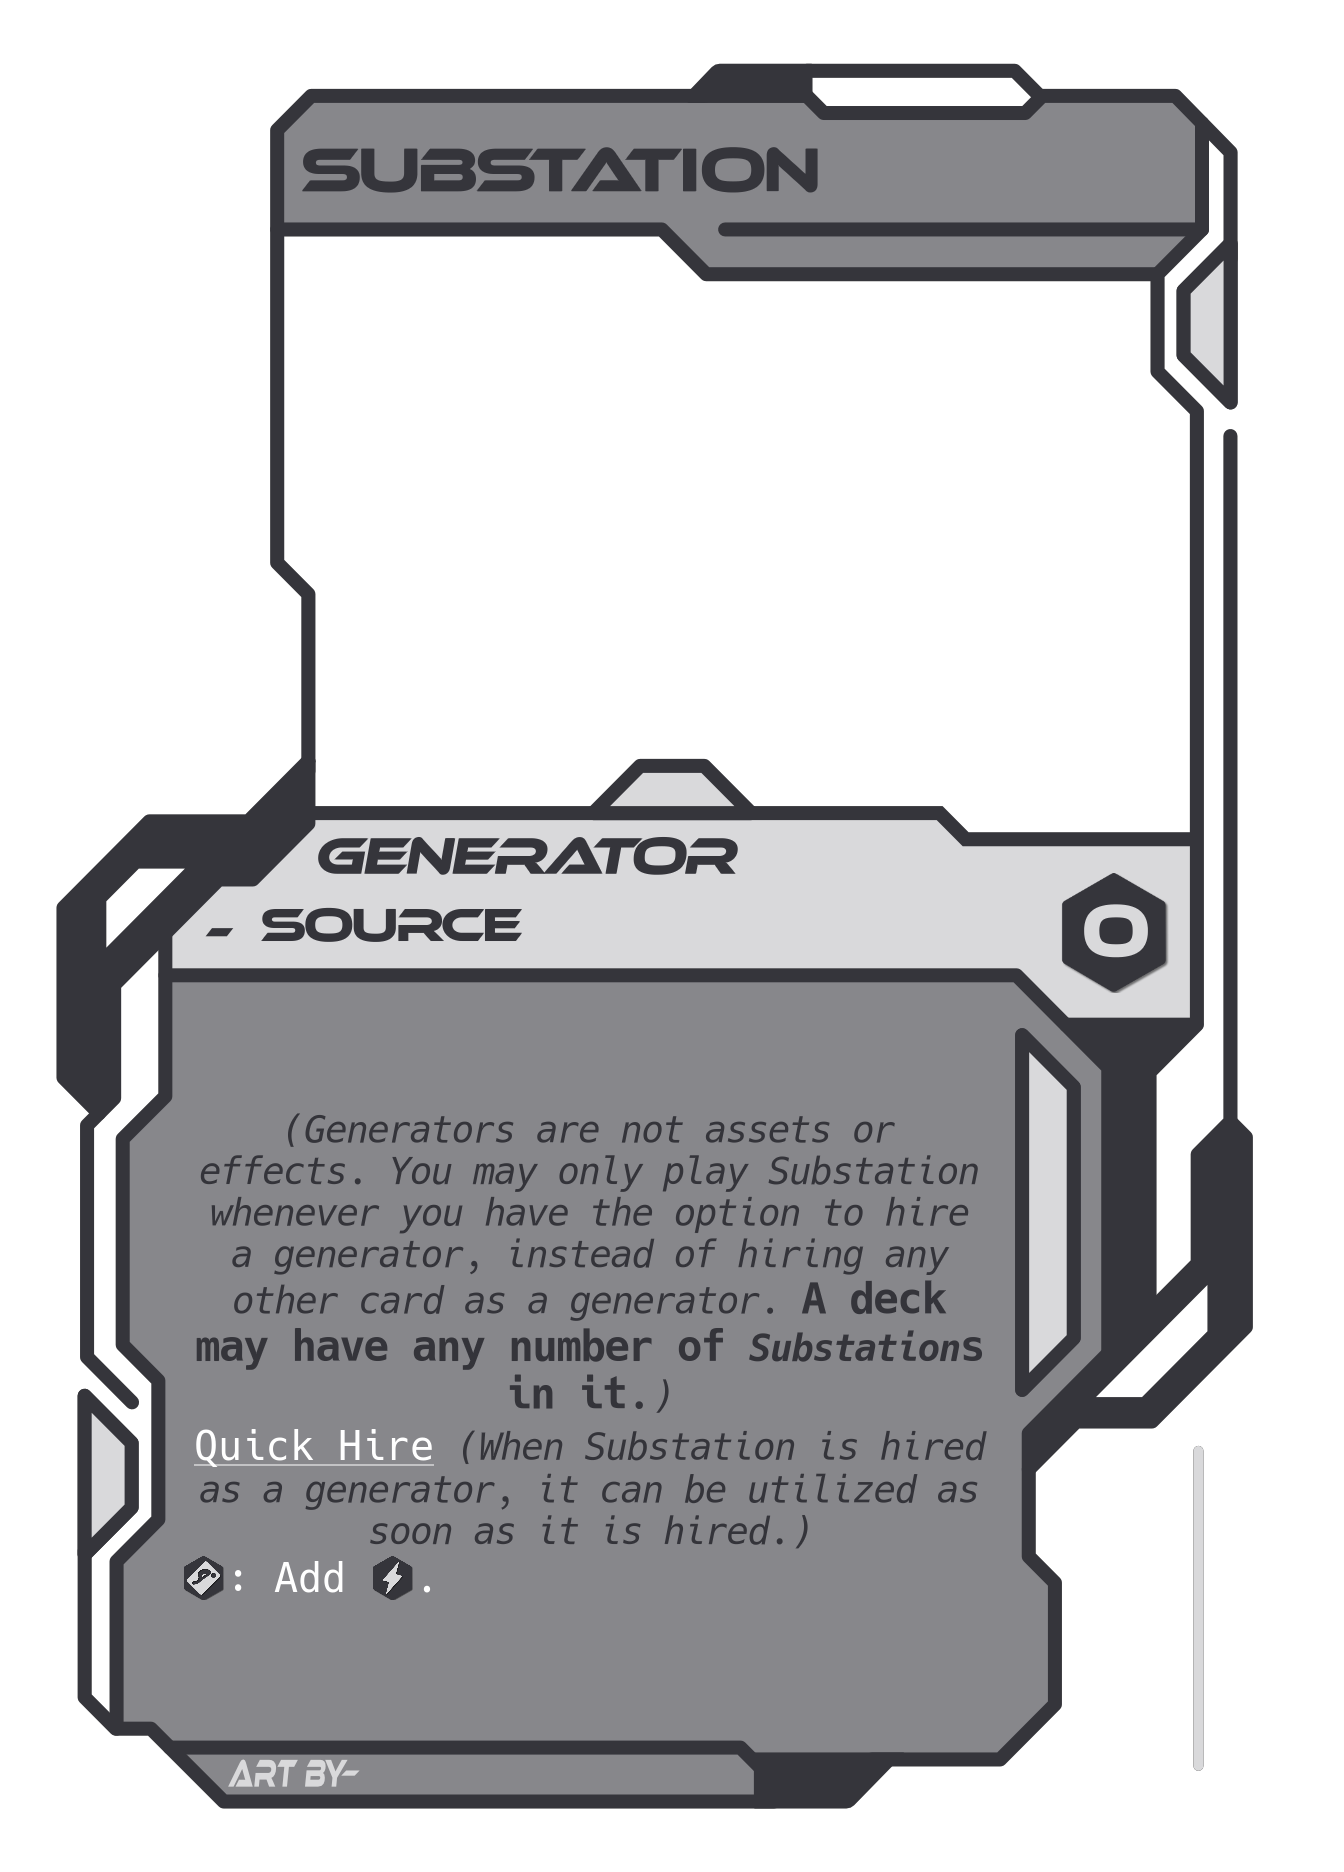 SUBSTATION
GENERATOR
- SOURCE
0
(Generators are not assets or
effects. You may only play Substation
whenever you have the option to hire
a generator, instead of hiring any
other card as a generator. A deck
may have any number of Substations
in it.)
Quick Hire (When Substation is hired
as a generator, it can be utilized as
soon as it is hired.)
: Add .
ART BY-